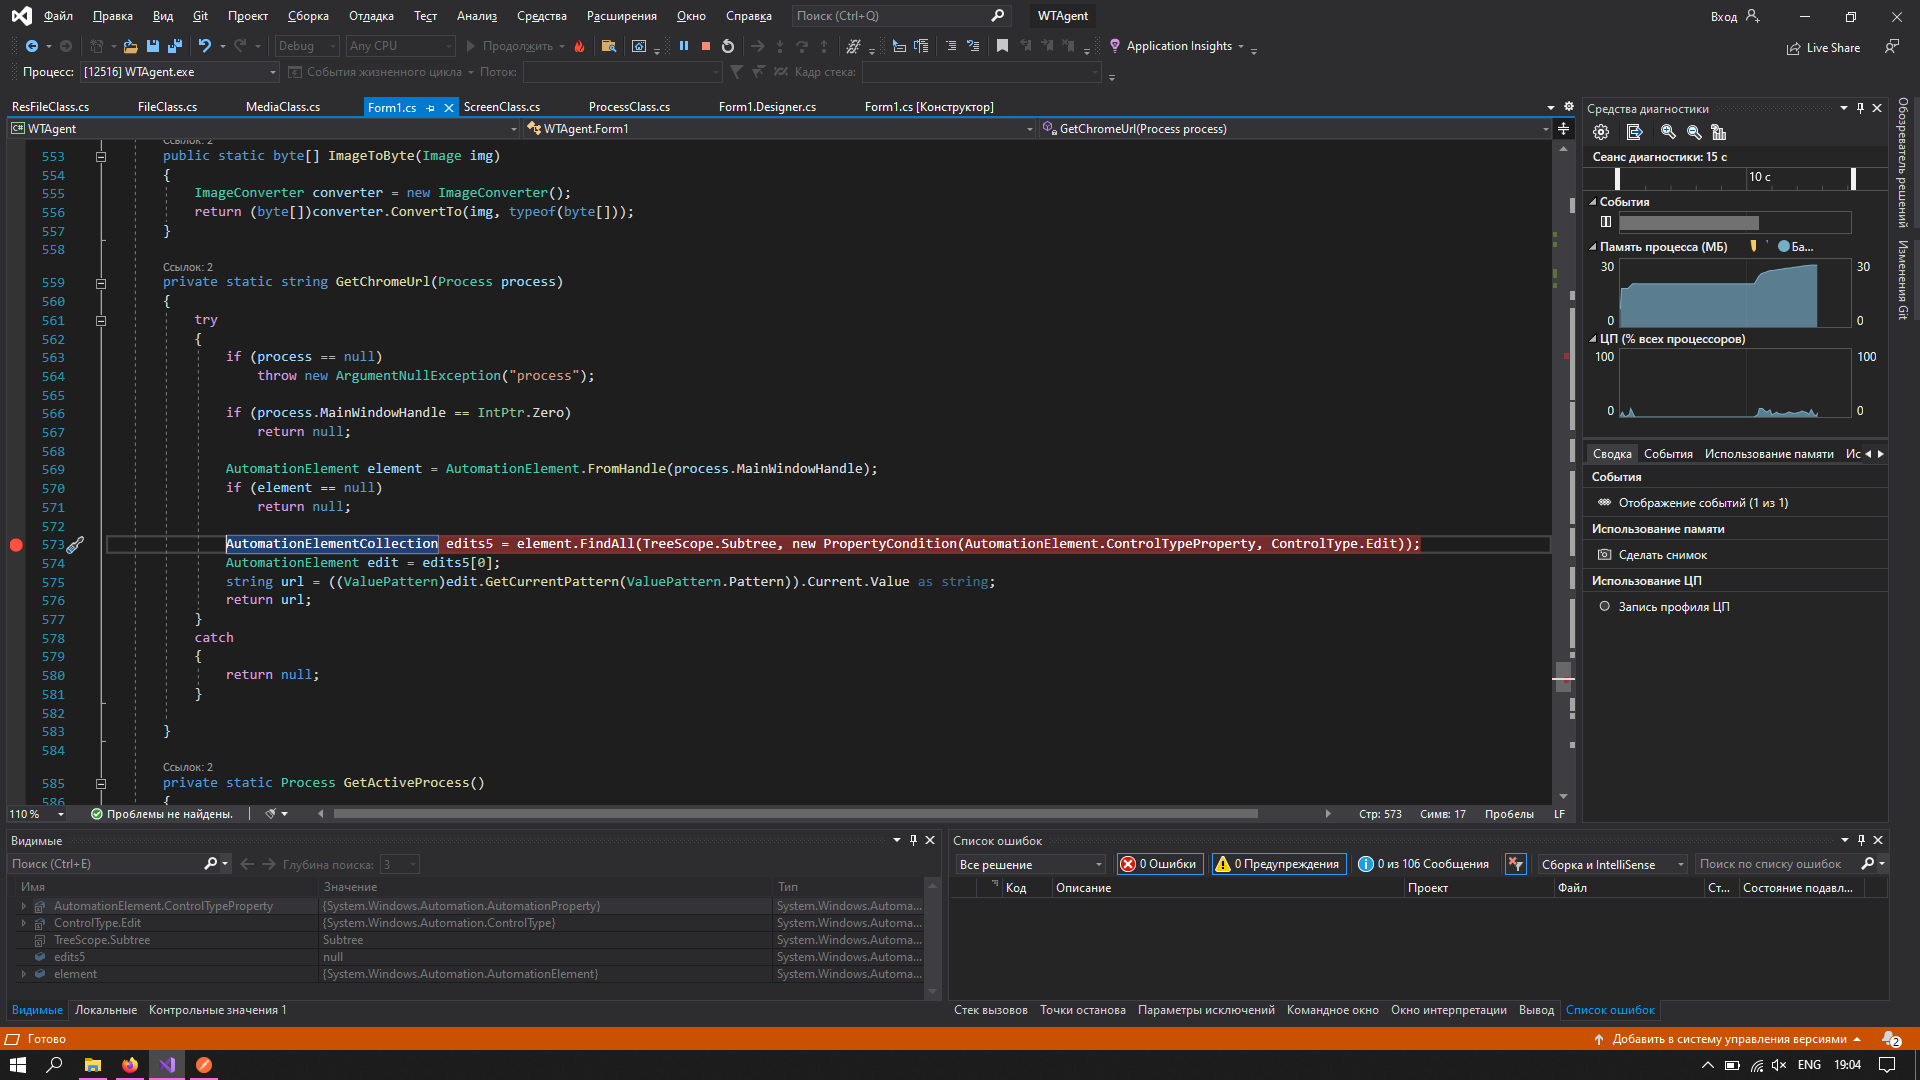 Файл Правка Вид Git Проект Сборка Отладка Тест Анализ Средства Расширения Окно Справка Поиск (Ctrl+Q) WTAgent Вход
Debug Any CPU Продолжить Application Insights Live Share
Процесс: [12516] WTAgent.exe События жизненного цикла Поток: Кадр стека:
ResFileClass.cs FileClass.cs MediaClass.cs Form1.cs ScreenClass.cs ProcessClass.cs Form1.Designer.cs Form1.cs [Конструктор]
C# WTAgent WTAgent.Form1 GetChromeUrl(Process process)
Ссылок: 2
553 public static byte[] ImageToByte(Image img)
554 {
555 ImageConverter converter = new ImageConverter();
556 return (byte[])converter.ConvertTo(img, typeof(byte[]));
557 }
558
Ссылок: 2
559 private static string GetChromeUrl(Process process)
560 {
561 try
562 {
563 if (process == null)
564 throw new ArgumentNullException("process");
565
566 if (process.MainWindowHandle == IntPtr.Zero)
567 return null;
568
569 AutomationElement element = AutomationElement.FromHandle(process.MainWindowHandle);
570 if (element == null)
571 return null;
572
573 AutomationElementCollection edits5 = element.FindAll(TreeScope.Subtree, new PropertyCondition(AutomationElement.ControlTypeProperty, ControlType.Edit));
574 AutomationElement edit = edits5[0];
575 string url = ((ValuePattern)edit.GetCurrentPattern(ValuePattern.Pattern)).Current.Value as string;
576 return url;
577 }
578 catch
579 {
580 return null;
581 }
582
583 }
584
Ссылок: 2
585 private static Process GetActiveProcess()
586 {
110 % Проблемы не найдены. Стр: 573 Симв: 17 Пробелы LF
Средства диагностики
Сеанс диагностики: 15 с
10 с
События
Память процесса (МБ) Ба...
30 30
0 0
ЦП (% всех процессоров)
100 100
0 0
Сводка События Использование памяти Ис
События
Отображение событий (1 из 1)
Использование памяти
Сделать снимок
Использование ЦП
Запись профиля ЦП
Обозреватель решений
Изменения Git
Видимые
Поиск (Ctrl+E) Глубина поиска: 3
Имя Значение Тип
AutomationElement.ControlTypeProperty {System.Windows.Automation.AutomationProperty} System.Windows.Automa...
ControlType.Edit {System.Windows.Automation.ControlType} System.Windows.Automa...
TreeScope.Subtree Subtree System.Windows.Automa...
edits5 null System.Windows.Automa...
element {System.Windows.Automation.AutomationElement} System.Windows.Automa...
Видимые Локальные Контрольные значения 1
Список ошибок
Все решение 0 Ошибки 0 Предупреждения 0 из 106 Сообщения Сборка и IntelliSense Поиск по списку ошибок
Код Описание Проект Файл Ст... Состояние подавл...
Стек вызовов Точки останова Параметры исключений Командное окно Окно интерпретации Вывод Список ошибок
Готово Добавить в систему управления версиями 2
ENG 19:04